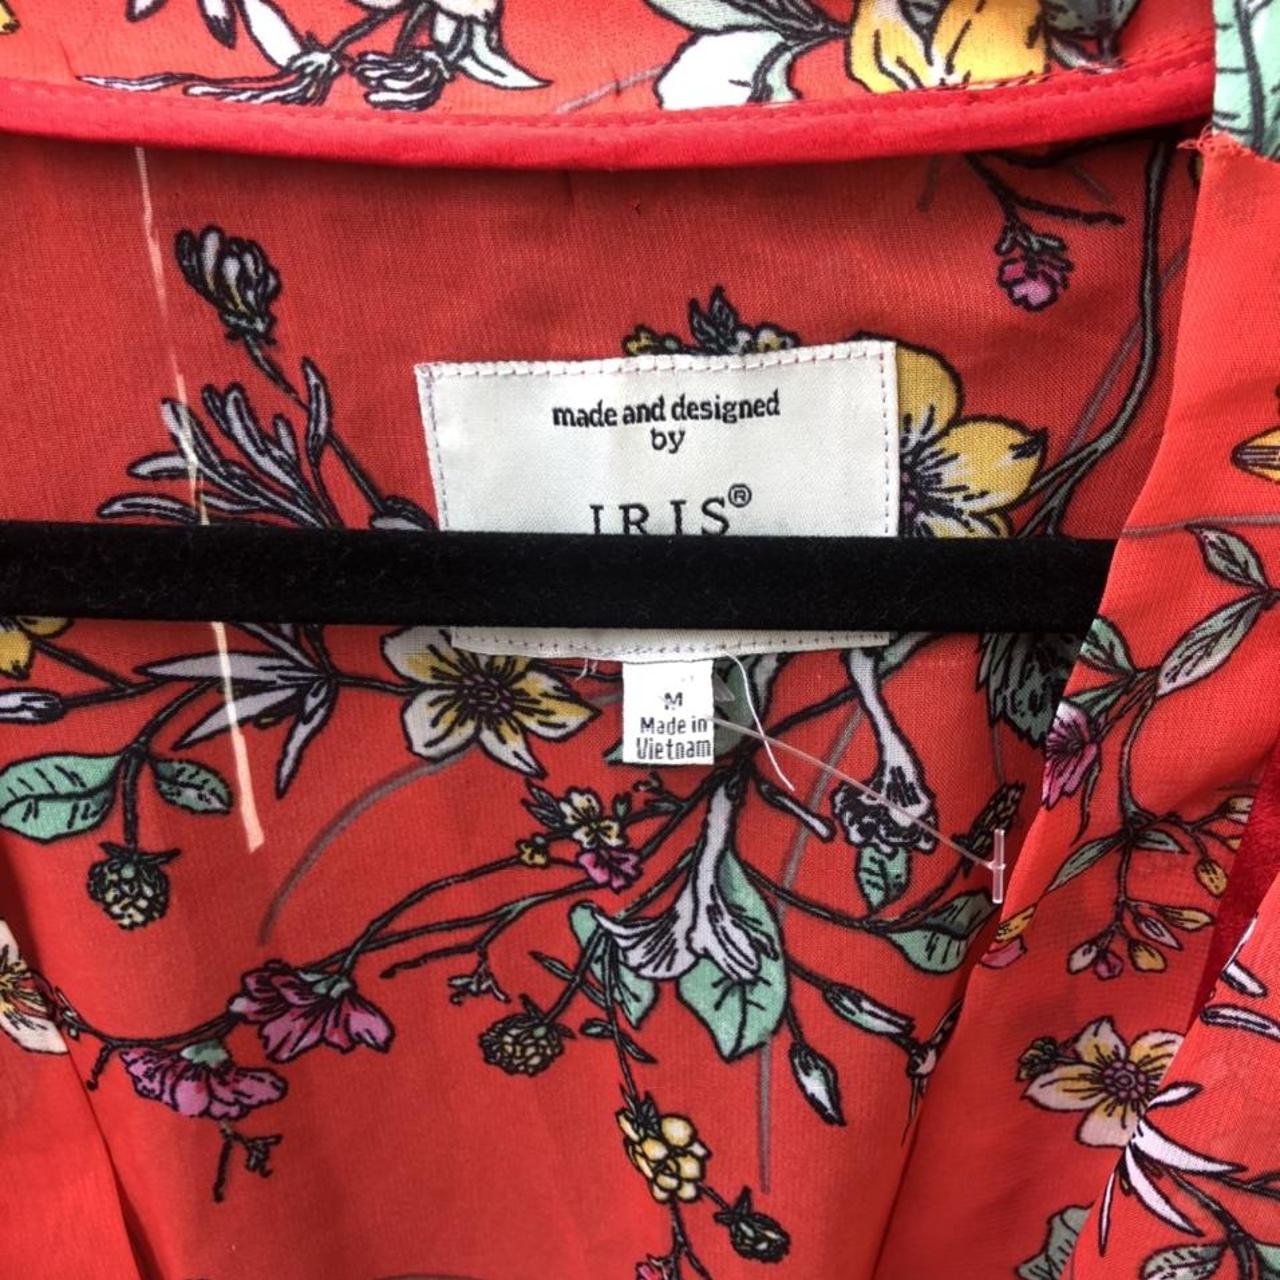 made and designed
by
IRIS®
M
Made in
Vietnam